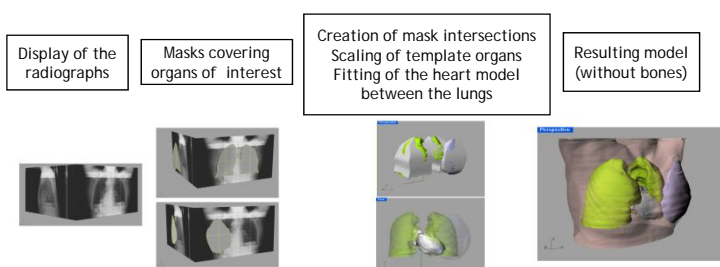 Display of the
radiographs
Masks covering
organs of interest
Creation of mask intersections
Scaling of template organs
Fitting of the heart model
between the lungs
Resulting model
(without bones)
Perspective